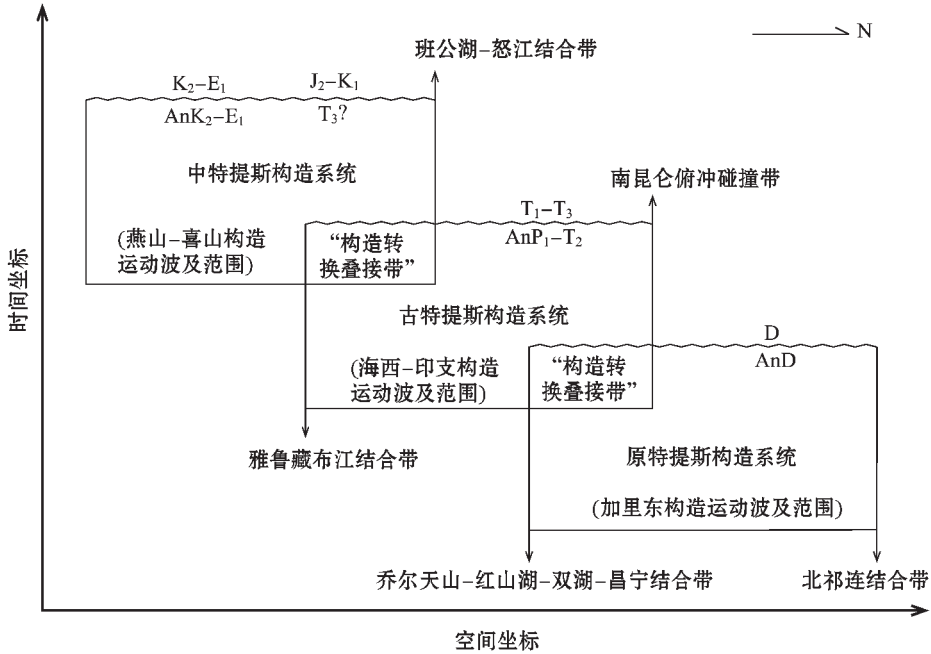 N
班公湖–怒江结合带
K₂–E₁
J₂–K₁
AnK₂–E₁
T₃?
中特提斯构造系统
南昆仑俯冲碰撞带
T₁–T₃
AnP₁–T₂
(燕山–喜山构造
运动波及范围)
“构造转
换叠接带”
古特提斯构造系统
D
AnD
(海西–印支构造
运动波及范围)
“构造转
换叠接带”
雅鲁藏布江结合带
原特提斯构造系统
(加里东构造运动波及范围)
乔尔天山–红山湖–双湖–昌宁结合带
北祁连结合带
时间坐标
空间坐标